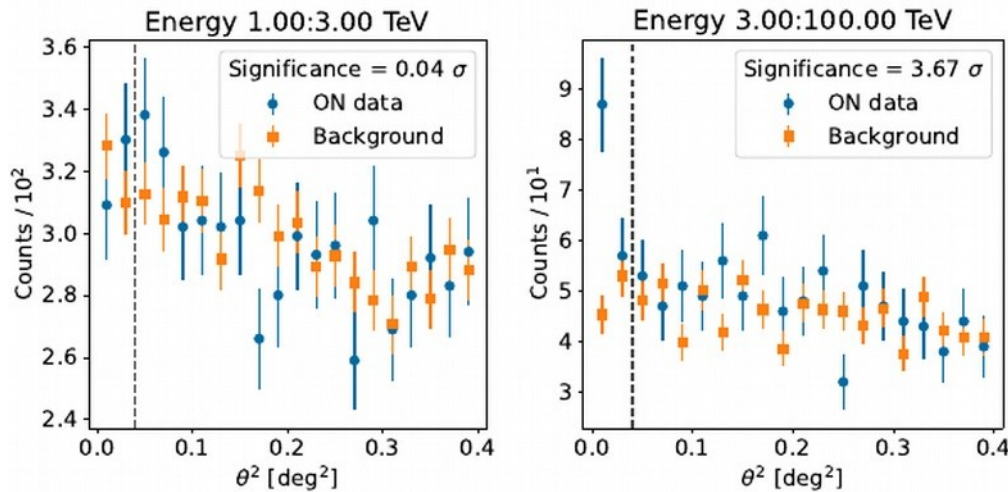 Energy 1.00:3.00 TeV
Significance = 0.04 σ
ON data
Background
Counts / 10²
3.6
3.4
3.2
3.0
2.8
2.6
2.4
0.0 0.1 0.2 0.3 0.4
θ² [deg²]
Energy 3.00:100.00 TeV
Significance = 3.67 σ
ON data
Background
Counts / 10¹
9
8
7
6
5
4
3
0.0 0.1 0.2 0.3 0.4
θ² [deg²]